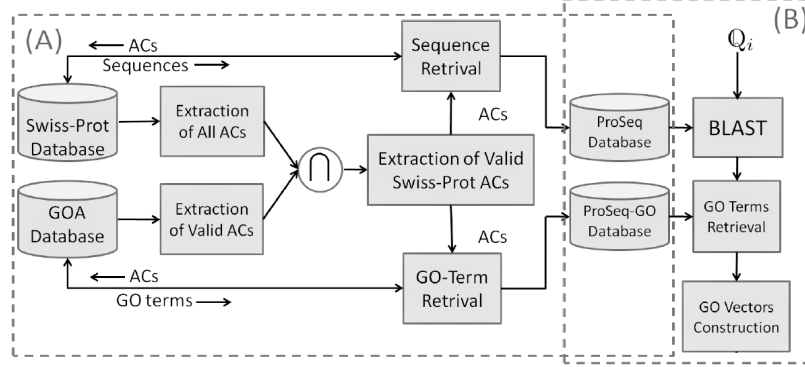 (A)
(B)
← ACs
Sequences →
Sequence
Retrival
ℚi
Swiss-Prot
Database
Extraction
of All ACs
ACs
ProSeq
Database
BLAST
⋂
Extraction of Valid
Swiss-Prot ACs
GOA
Database
Extraction
of Valid ACs
ProSeq-GO
Database
GO Terms
Retrieval
ACs
← ACs
GO terms →
GO-Term
Retrival
GO Vectors
Construction